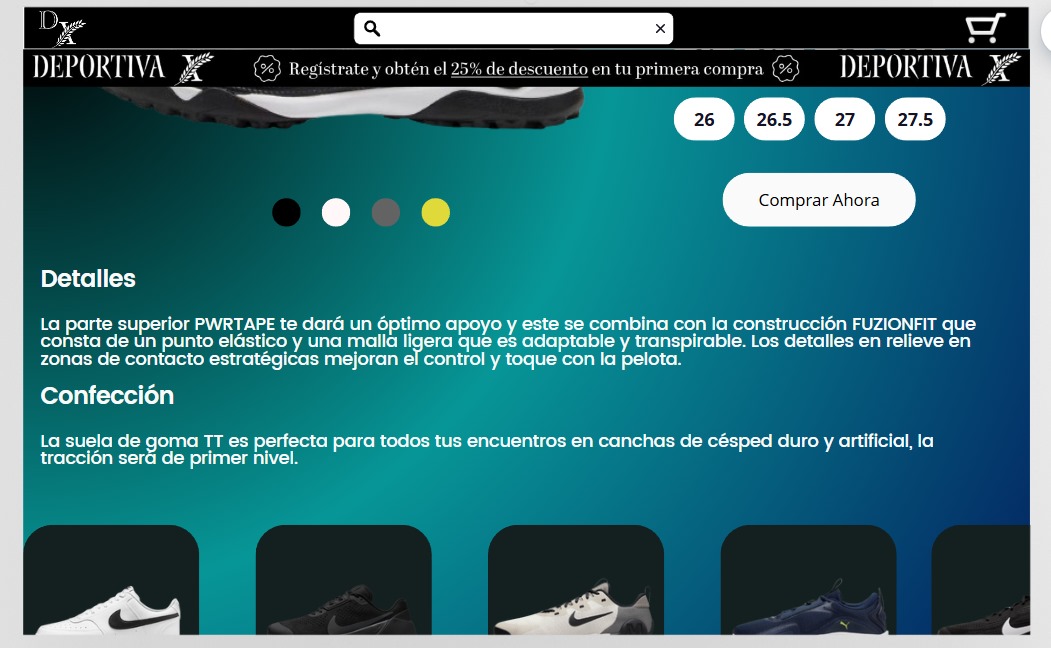 DX
DEPORTIVA X
Regístrate y obtén el 25% de descuento en tu primera compra
DEPORTIVA X
26 26.5 27 27.5
Comprar Ahora
Detalles
La parte superior PWRTAPE te dará un óptimo apoyo y este se combina con la construcción FUZIONFIT que
consta de un punto elástico y una malla ligera que es adaptable y transpirable. Los detalles en relieve en
zonas de contacto estratégicas mejoran el control y toque con la pelota.
Confección
La suela de goma TT es perfecta para todos tus encuentros en canchas de césped duro y artificial, la
tracción será de primer nivel.